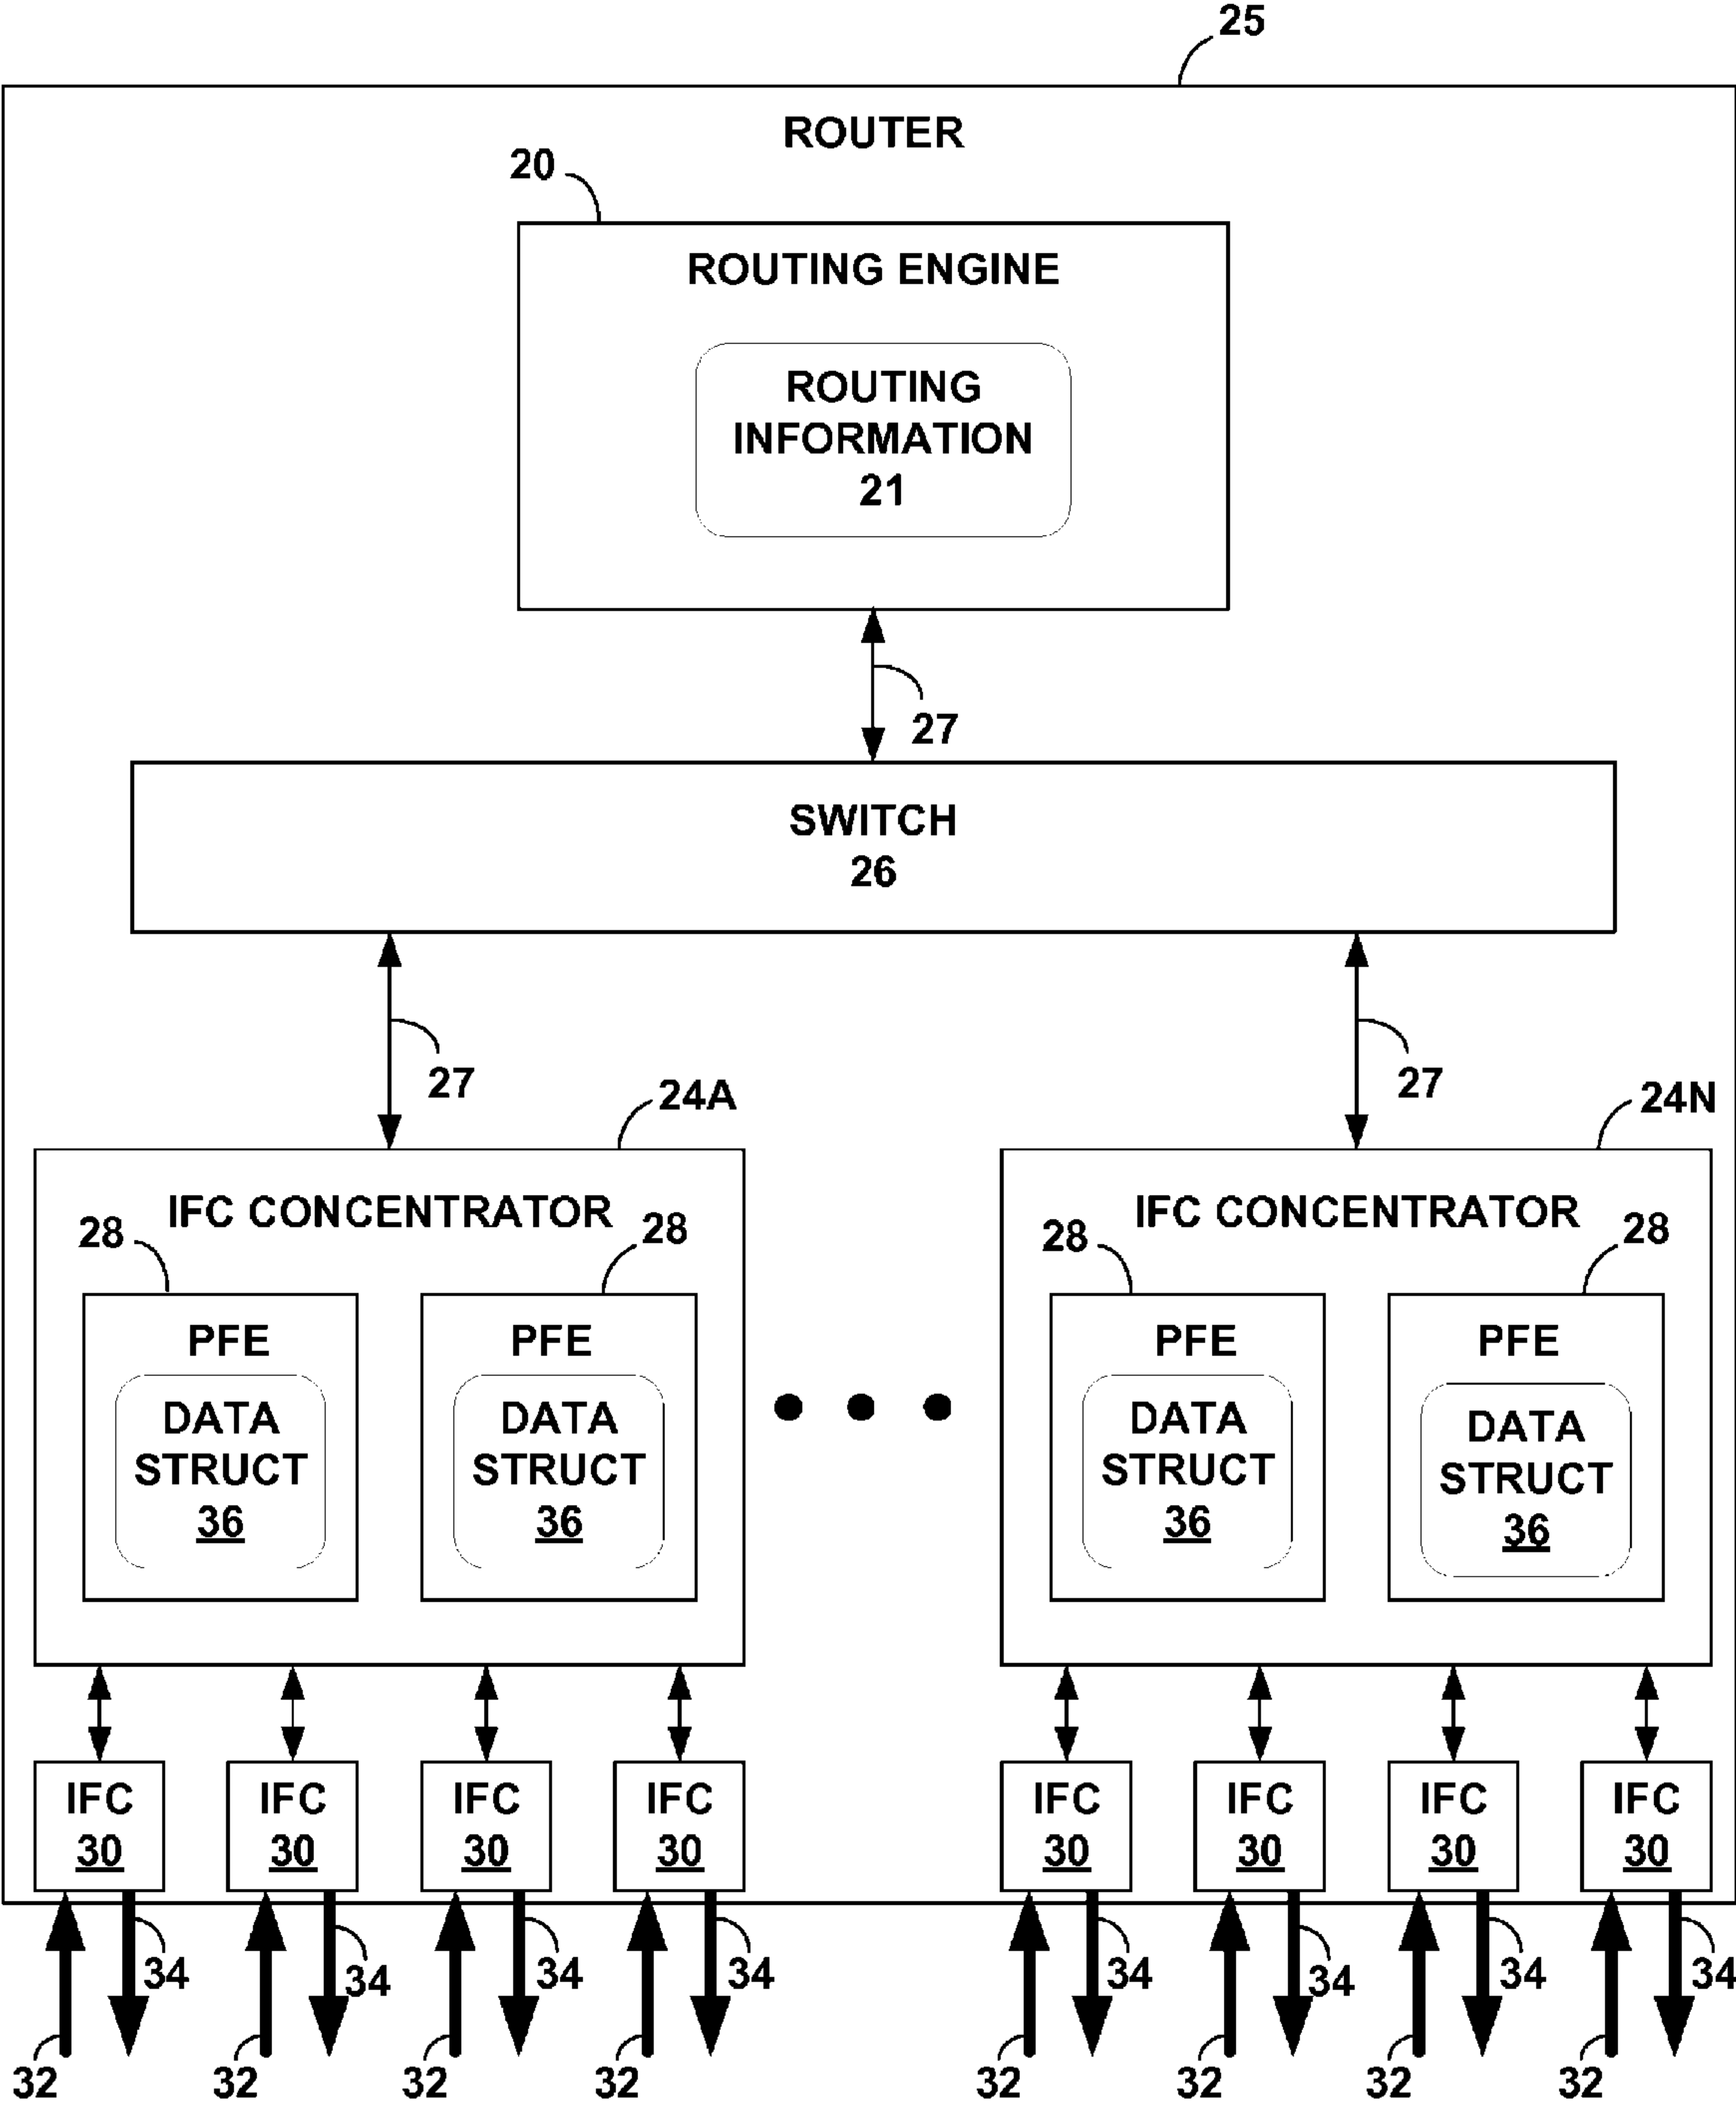 25
ROUTER
20
ROUTING ENGINE
ROUTING
INFORMATION
21
27
SWITCH
26
27
27
24A
24N
IFC CONCENTRATOR
IFC CONCENTRATOR
28
28
28
28
PFE
PFE
PFE
PFE
DATA
STRUCT
36
DATA
STRUCT
36
DATA
STRUCT
36
DATA
STRUCT
36
IFC
30
IFC
30
IFC
30
IFC
30
IFC
30
IFC
30
IFC
30
IFC
30
34
34
34
34
34
34
34
34
32
32
32
32
32
32
32
32